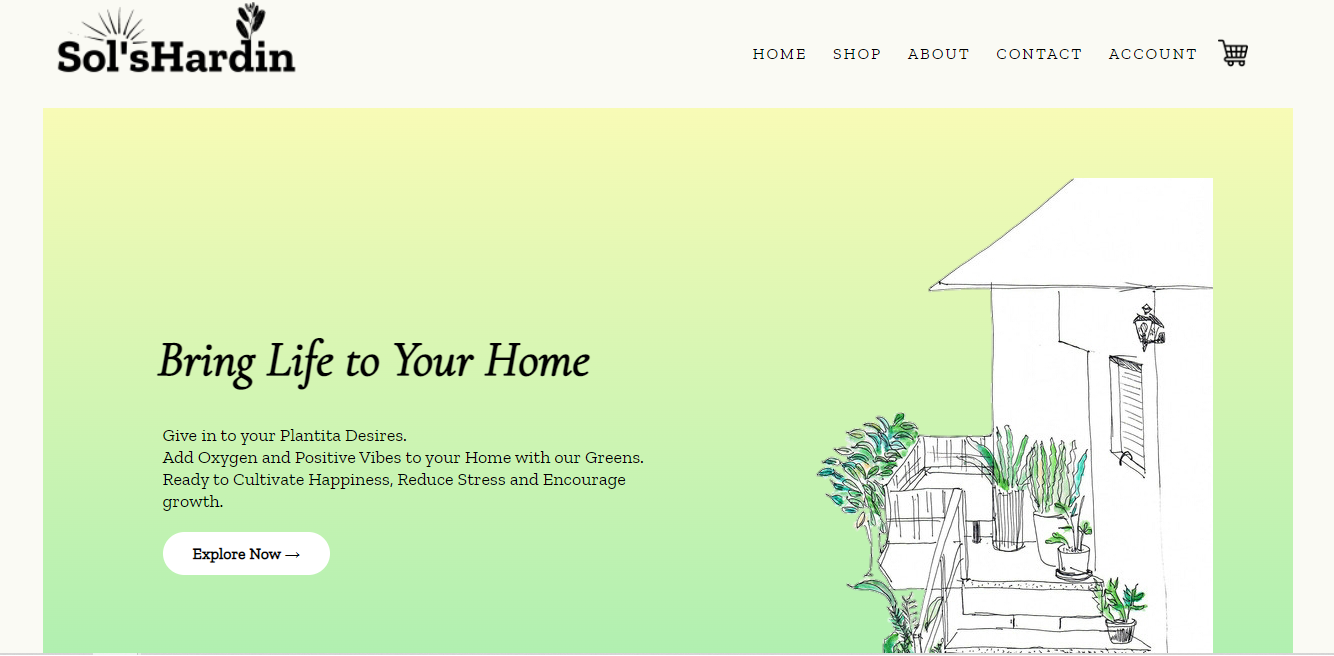 Sol'sHardin
HOME SHOP ABOUT CONTACT ACCOUNT
Bring Life to Your Home
Give in to your Plantita Desires.
Add Oxygen and Positive Vibes to your Home with our Greens.
Ready to Cultivate Happiness, Reduce Stress and Encourage
growth.
Explore Now →